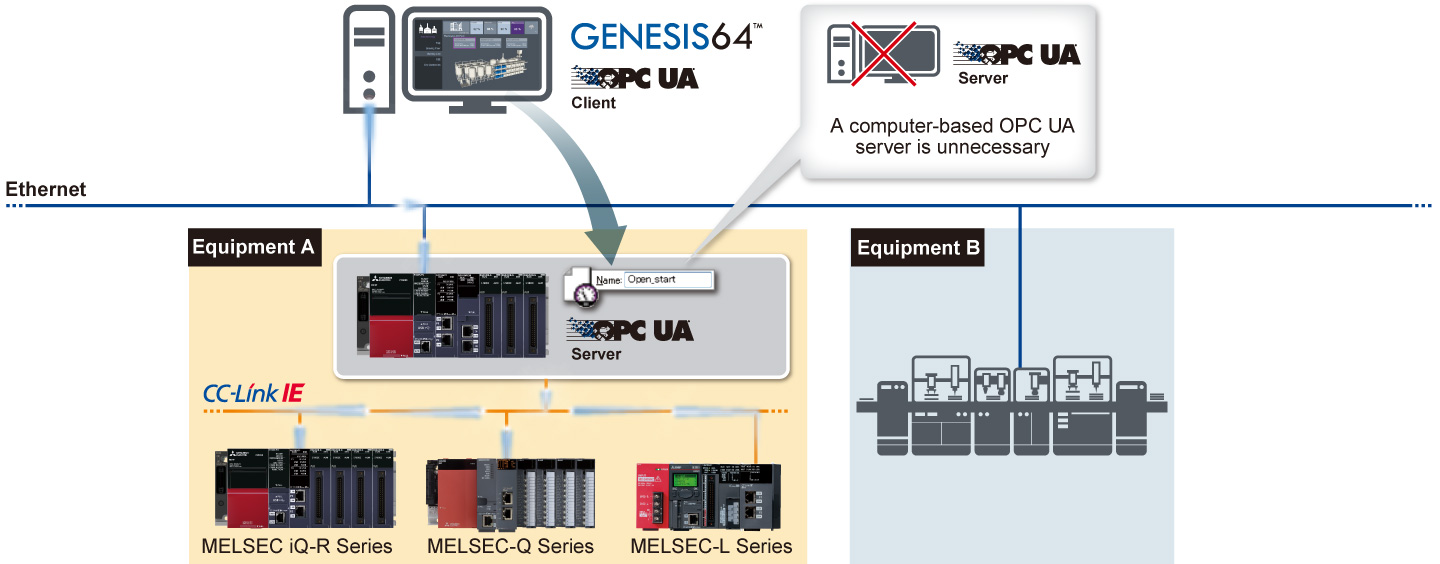 GENESIS64™
OPC UA
Client
OPC UA
Server
A computer-based OPC UA
server is unnecessary
Ethernet
Equipment A
Equipment B
Name: Open_start
OPC UA
Server
CC-Link IE
MELSEC iQ-R Series
MELSEC-Q Series
MELSEC-L Series